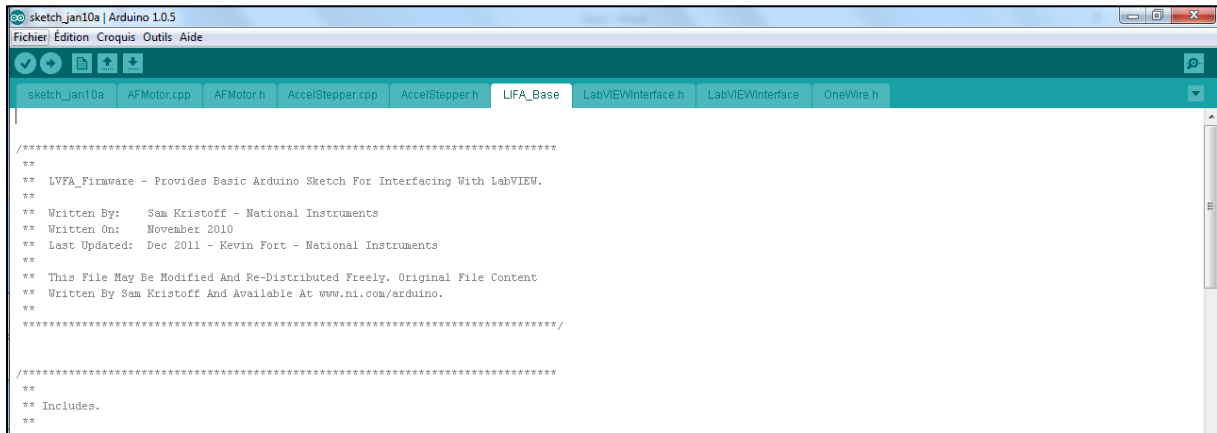 sketch_jan10a | Arduino 1.0.5
Fichier Édition Croquis Outils Aide
sketch_jan10a AFMotor.cpp AFMotor.h AccelStepper.cpp AccelStepper.h LIFA_Base LabVIEWInterface.h LabVIEWInterface OneWire.h
/*********************************************************************************
**
** LVFA_Firmware - Provides Basic Arduino Sketch For Interfacing With LabVIEW.
**
** Written By: Sam Kristoff - National Instruments
** Written On: November 2010
** Last Updated: Dec 2011 - Kevin Fort - National Instruments
**
** This File May Be Modified And Re-Distributed Freely. Original File Content
** Written By Sam Kristoff And Available At www.ni.com/arduino.
**
*********************************************************************************/
/*********************************************************************************
**
** Includes.
**